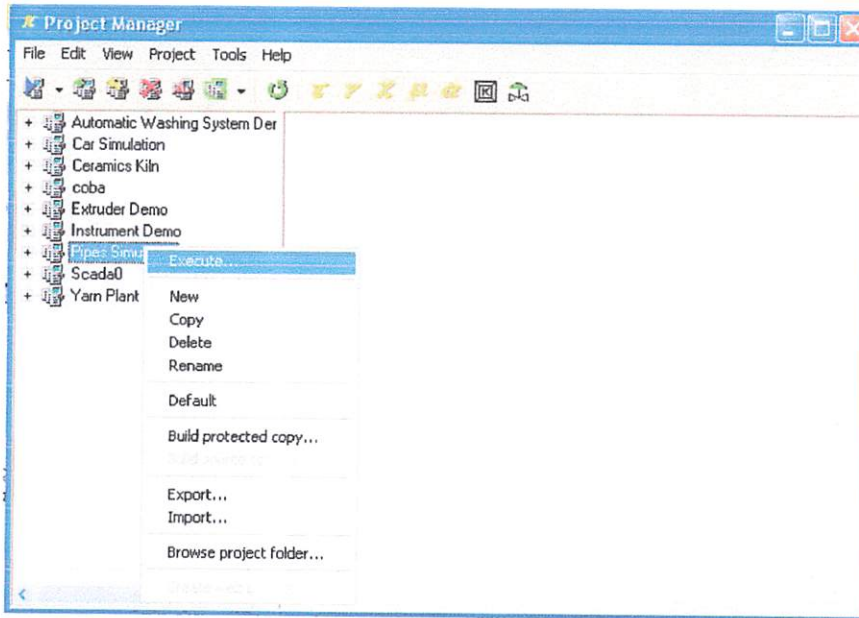 Project Manager
File Edit View Project Tools Help
Automatic Washing System Der
Car Simulation
Ceramics Kiln
coba
Extruder Demo
Instrument Demo
Pipes Simu
Execute...
Scada0
Yarn Plant
New
Copy
Delete
Rename
Default
Build protected copy...
Export...
Import...
Browse project folder...